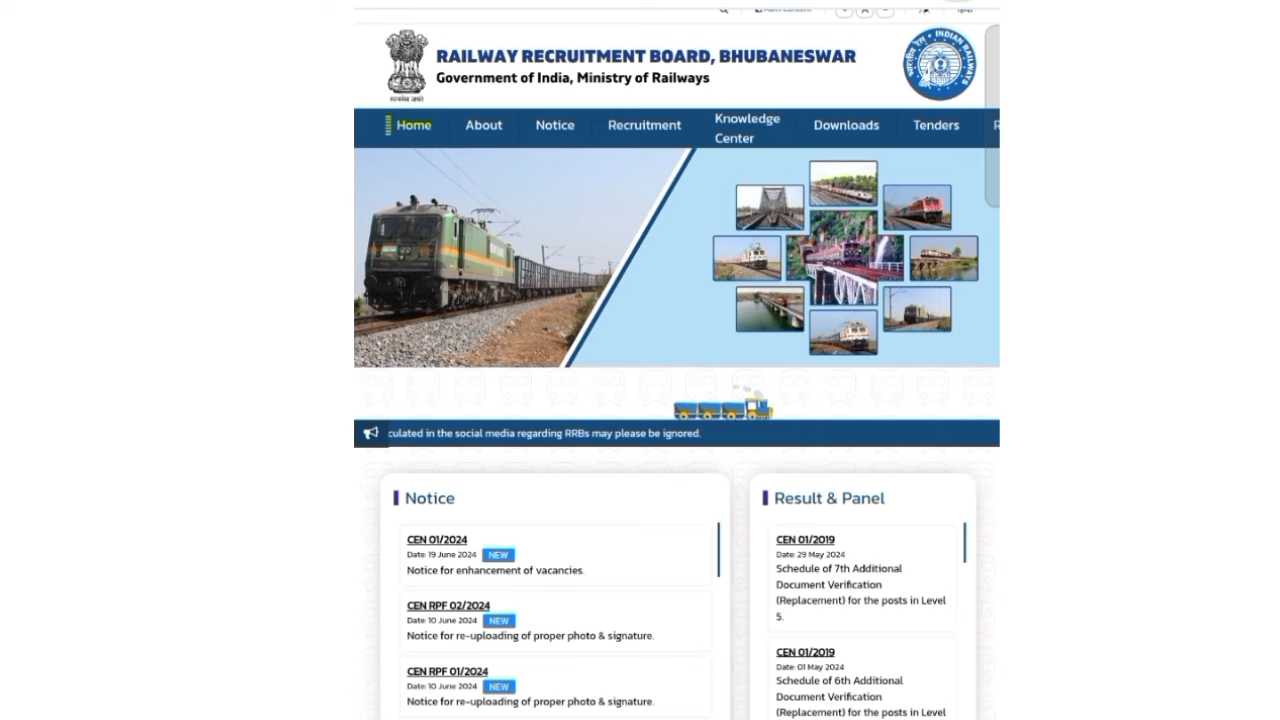 RAILWAY RECRUITMENT BOARD, BHUBANESWAR
Government of India, Ministry of Railways
सत्यमेव जयते
INDIAN RAILWAYS
भारतीय रेल
Home
About
Notice
Recruitment
Knowledge
Center
Downloads
Tenders
culated in the social media regarding RRBs may please be ignored.
Notice
CEN 01/2024
Date: 19 June 2024 NEW
Notice for enhancement of vacancies.
CEN RPF 02/2024
Date: 10 June 2024 NEW
Notice for re-uploading of proper photo & signature.
CEN RPF 01/2024
Date: 10 June 2024 NEW
Notice for re-uploading of proper photo & signature.
Result & Panel
CEN 01/2019
Date: 29 May 2024
Schedule of 7th Additional
Document Verification
(Replacement) for the posts in Level
5.
CEN 01/2019
Date: 01 May 2024
Schedule of 6th Additional
Document Verification
(Replacement) for the posts in Level